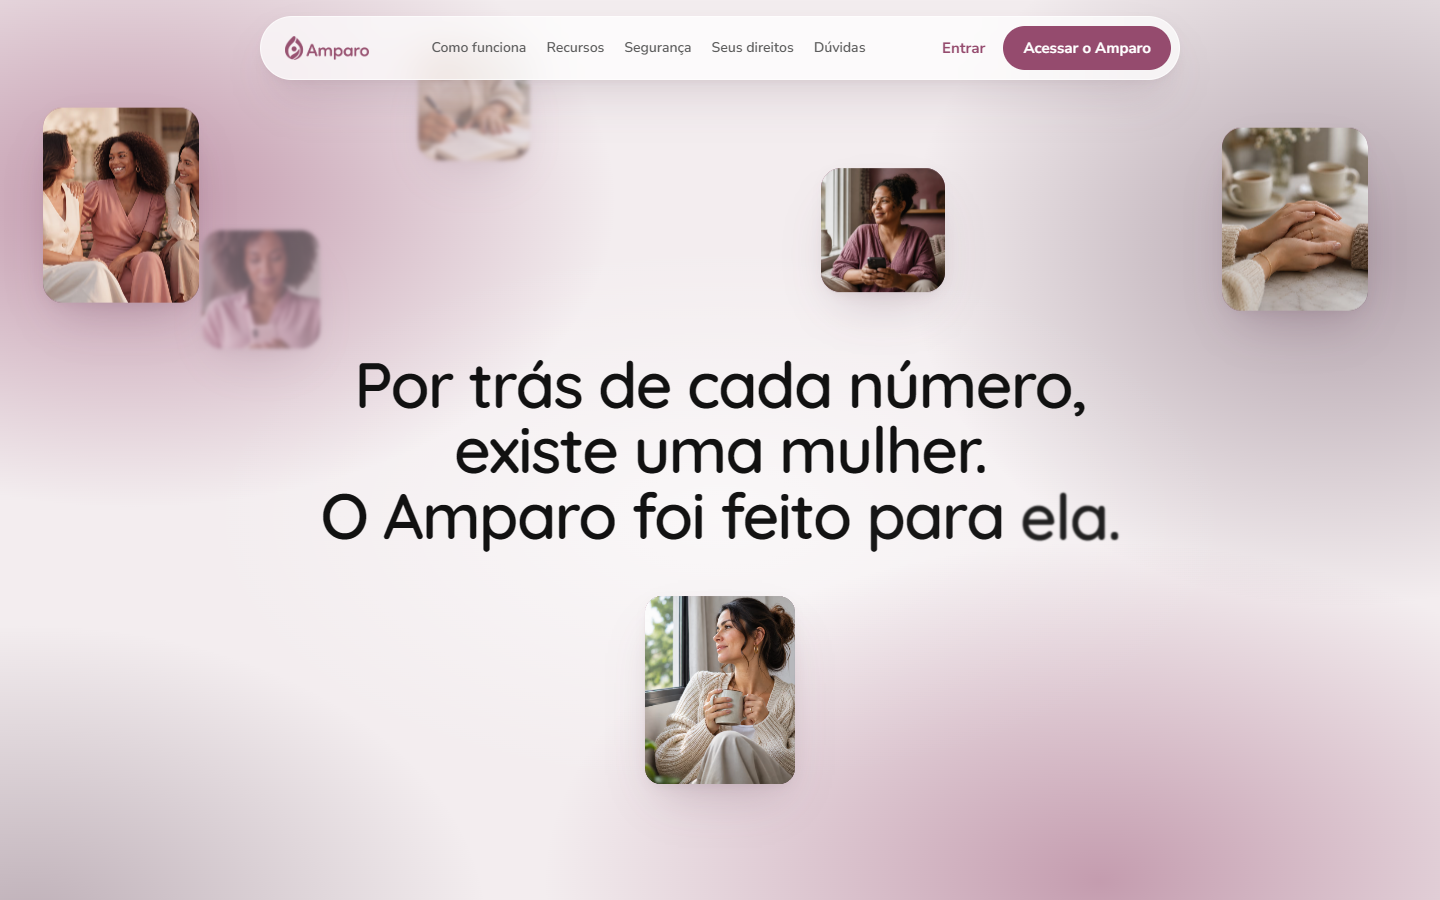 Amparo
Como funciona
Recursos
Segurança
Seus direitos
Dúvidas
Entrar
Acessar o Amparo
Por trás de cada número,
existe uma mulher.
O Amparo foi feito para ela.